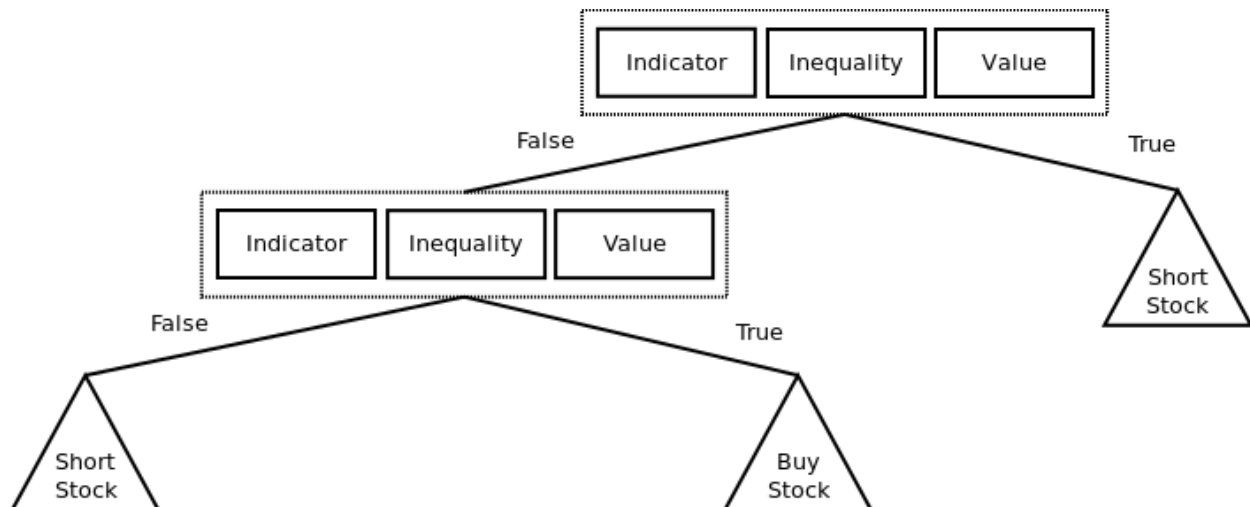 Indicator Inequality Value
False
True
Indicator Inequality Value
Short
Stock
False
True
Short
Stock
Buy
Stock